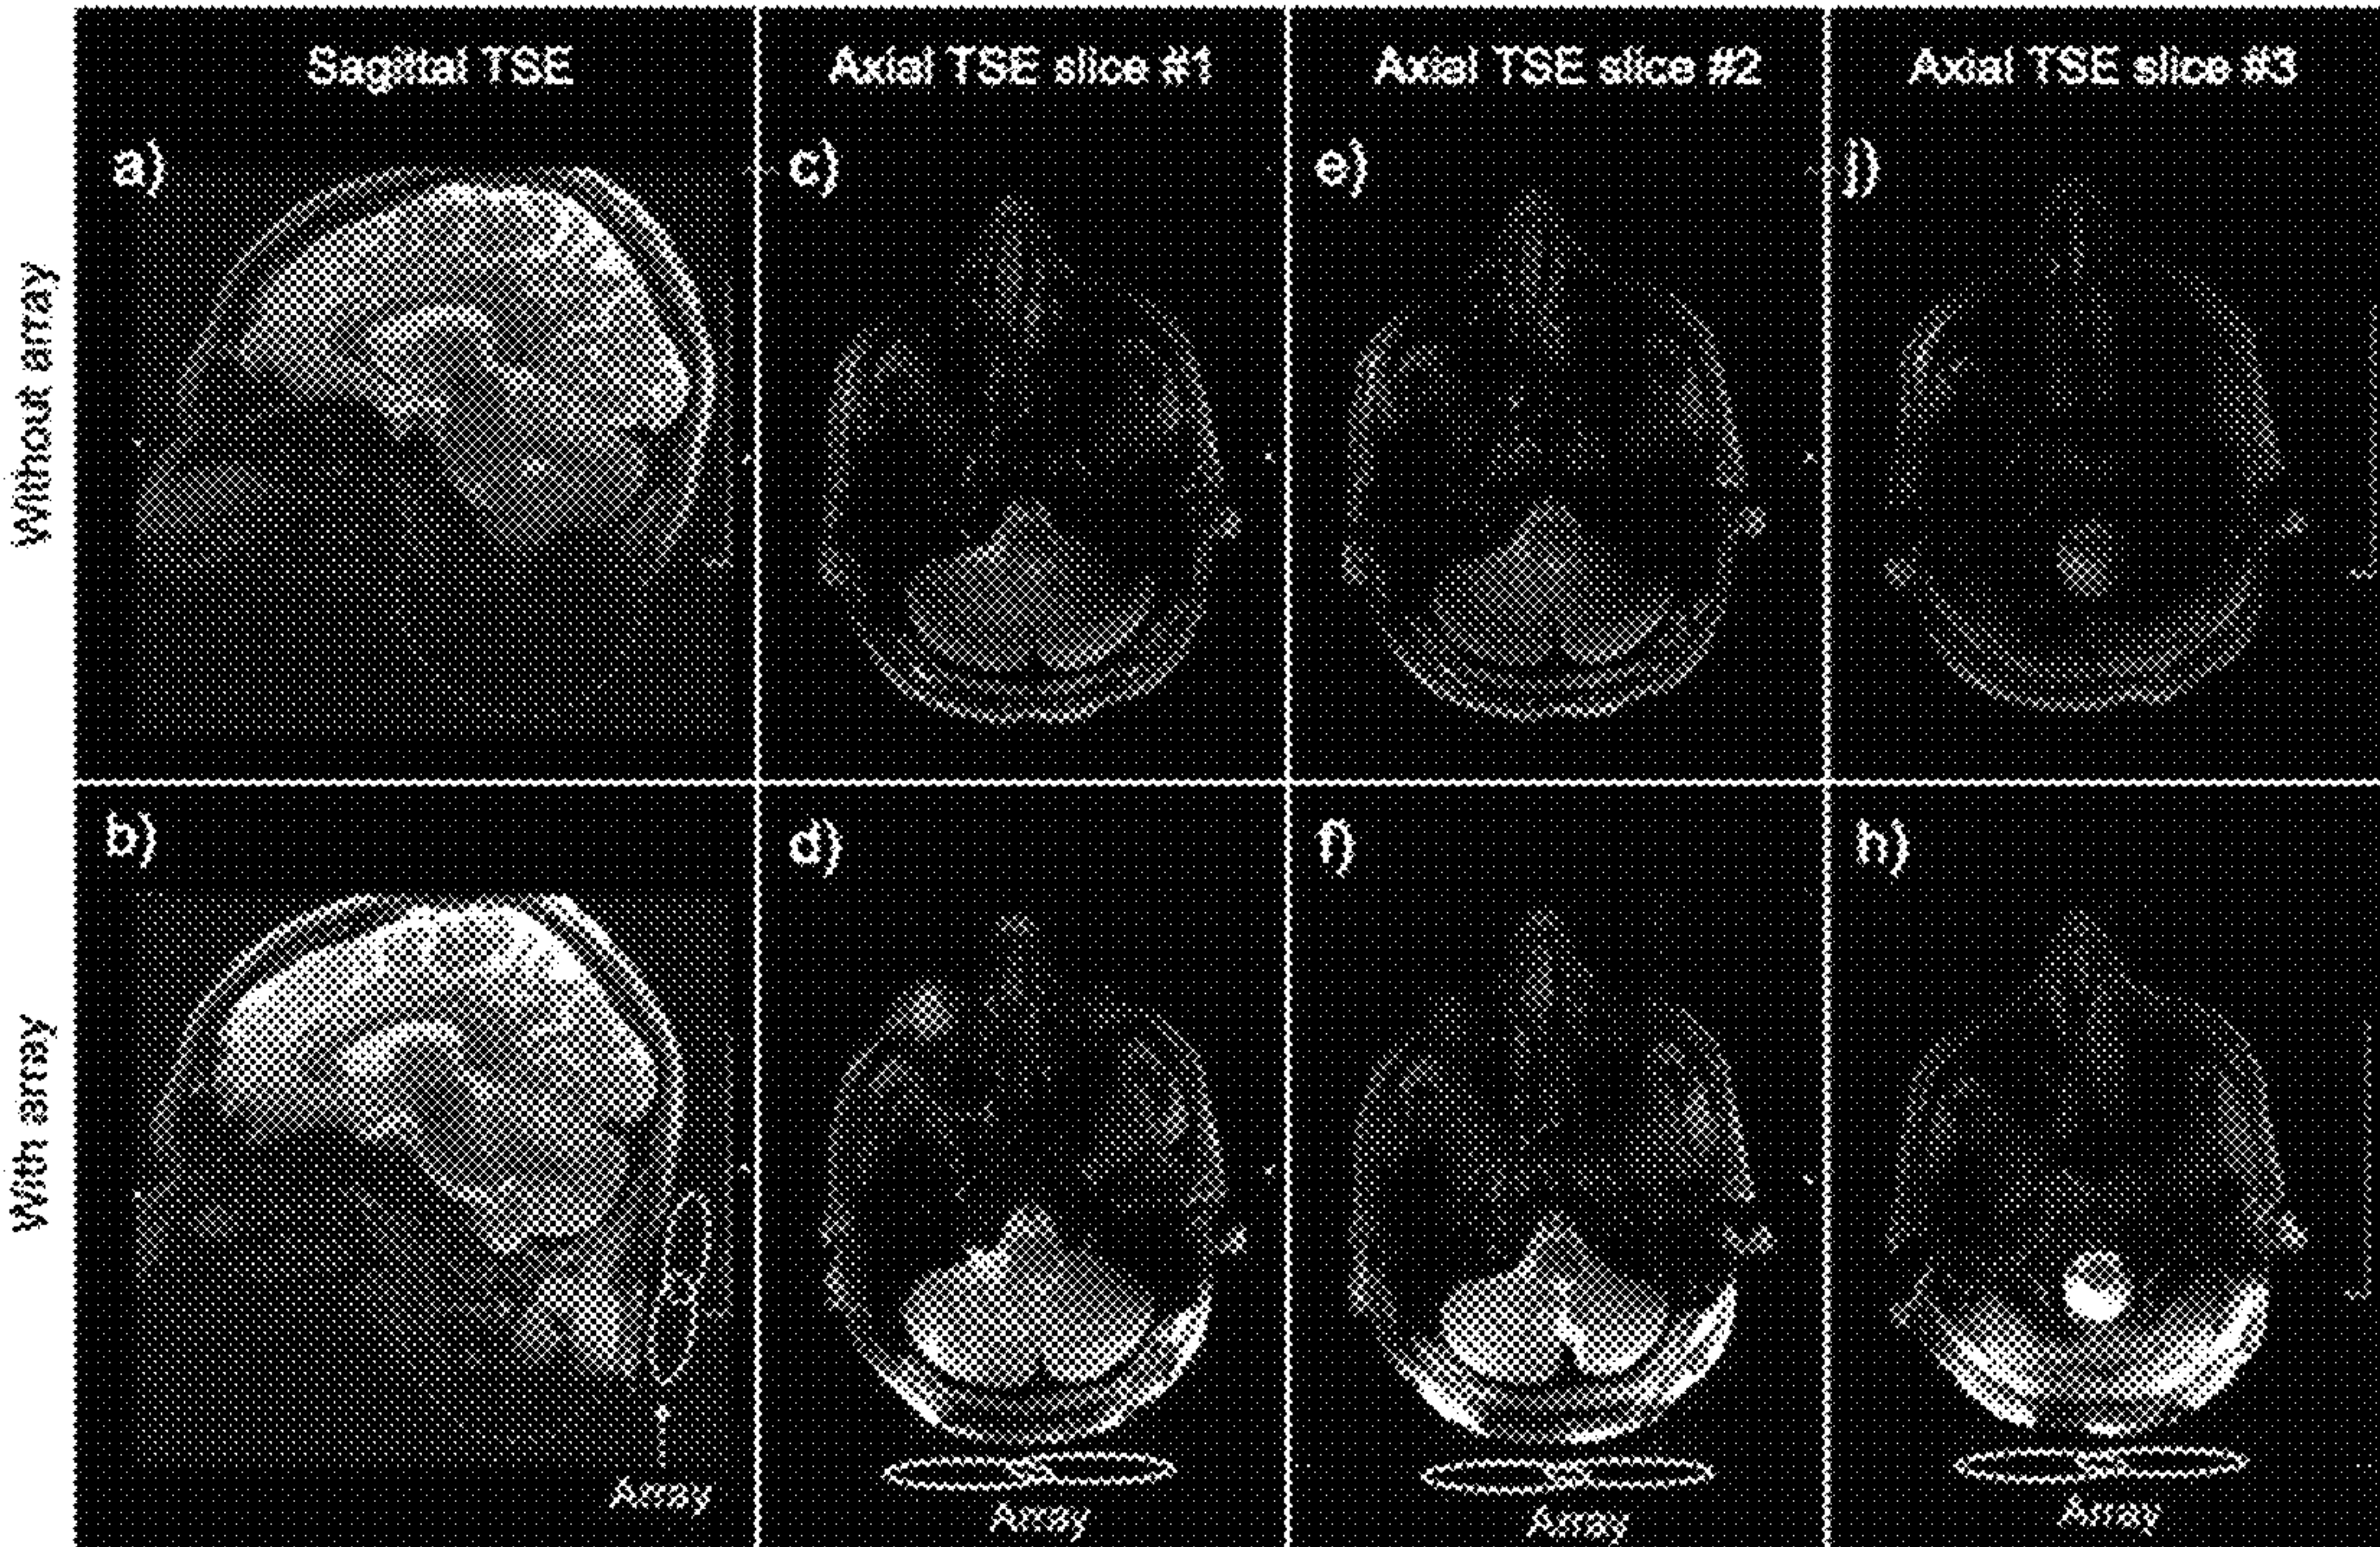 Sagittal TSE
Axial TSE slice #1
Axial TSE slice #2
Axial TSE slice #3
Without array
a)
c)
e)
j)
With array
b)
d)
f)
h)
Array
Array
Array
Array